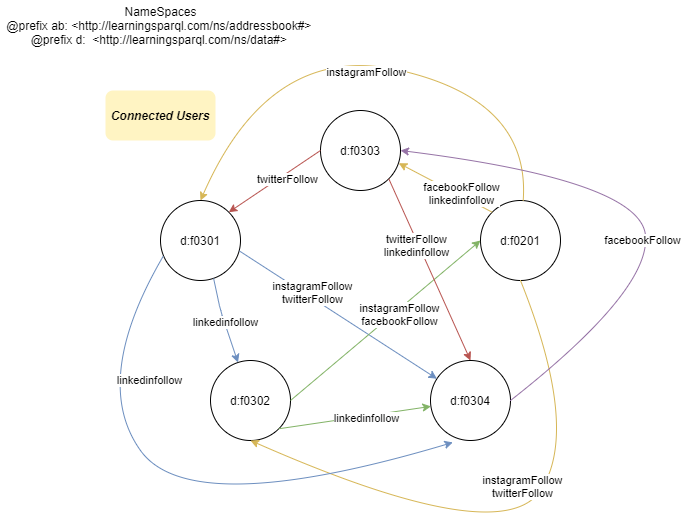 NameSpaces
@prefix ab: <http://learningsparql.com/ns/addressbook#>
@prefix d:  <http://learningsparql.com/ns/data#>
instagramFollow
Connected Users
d:f0303
twitterFollow
facebookFollow
linkedinfollow
d:f0301
twitterFollow
linkedinfollow
d:f0201
facebookFollow
instagramFollow
twitterFollow
instagramFollow
facebookFollow
linkedinfollow
linkedinfollow
d:f0302
d:f0304
linkedinfollow
instagramFollow
twitterFollow